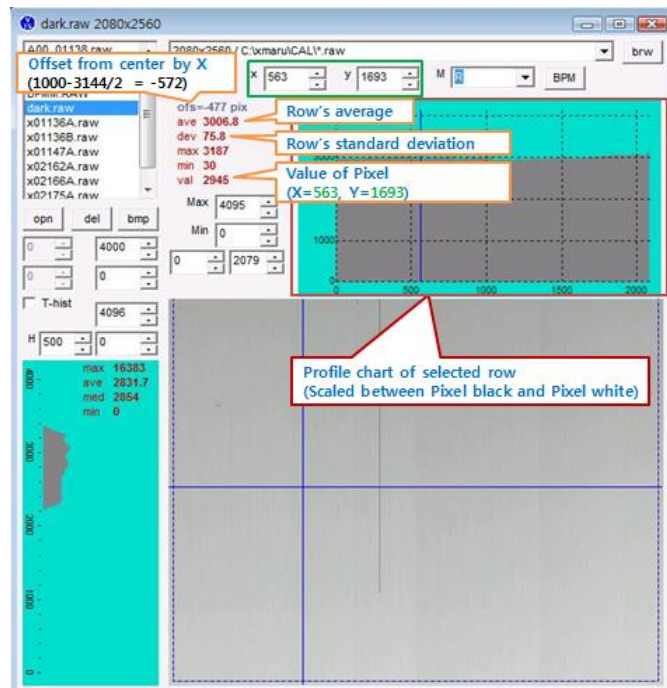 dark.raw 2080x2560
A00_01138.raw
2080x2560 / C:\xmaru\CAL\*.raw
brw
Offset from center by X
(1000-3144/2 = -572)
x 563 y 1693 M R BPM
dark.raw
x01136A.raw
x01136B.raw
x01147A.raw
x02162A.raw
x02166A.raw
x02175A.raw
ofs=-477 pix
ave 3006.8
dev 75.8
max 3187
min 30
val 2945
Row's average
Row's standard deviation
Value of Pixel
(X=563, Y=1693)
opn del bmp
Max 4095
Min 0
0 4000
0 0
0 2079
T-hist
4096
H 500 0
1000
0
0 500 1000 1500 2000
Profile chart of selected row
(Scaled between Pixel black and Pixel white)
max 16383
ave 2831.7
med 2854
min 0
4000
3000
2000
1000
0